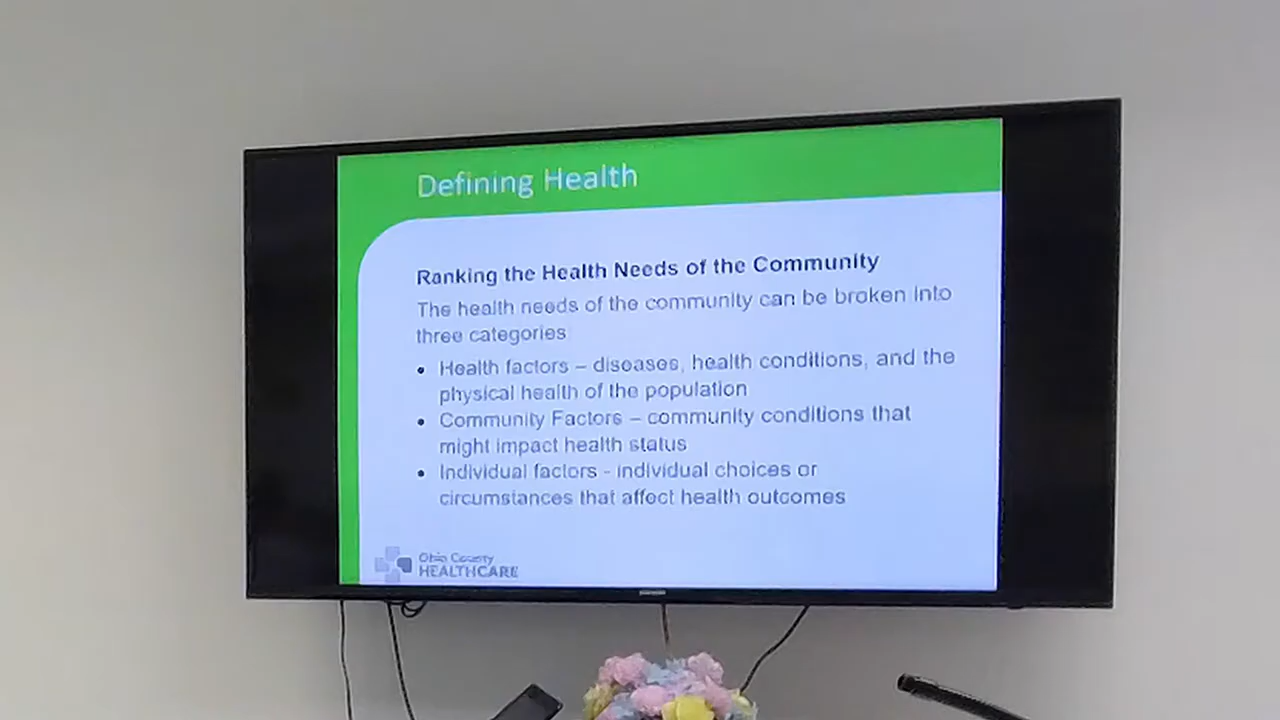 Defining Health
Ranking the Health Needs of the Community
The health needs of the community can be broken into
three categories
• Health factors – diseases, health conditions, and the
physical health of the population
• Community Factors – community conditions that
might impact health status
• Individual factors - individual choices or
circumstances that affect health outcomes
Ohio County
HEALTHCARE